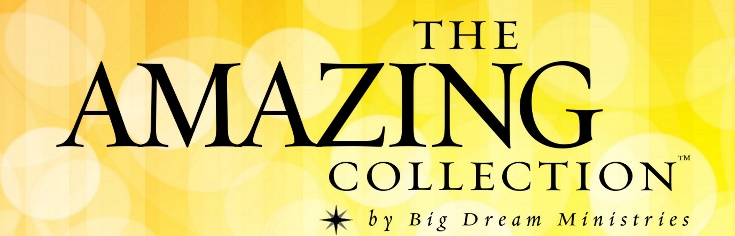 THE
AMAZING
COLLECTION™
by Big Dream Ministries